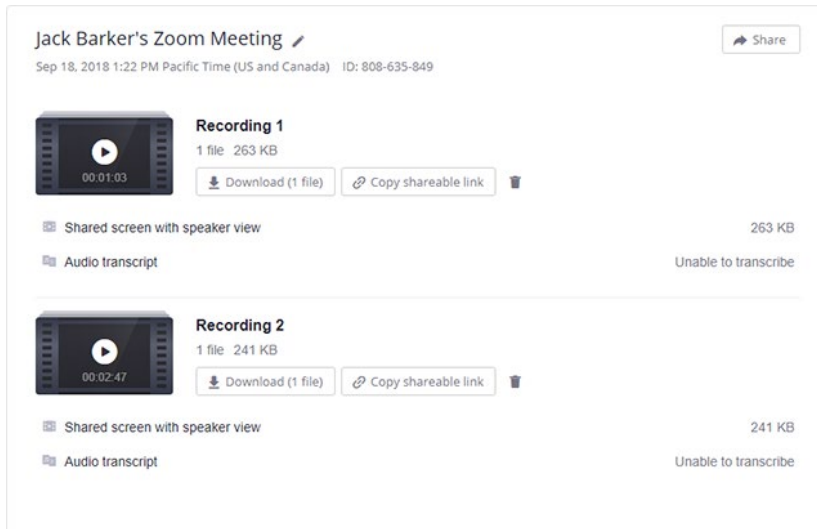 Jack Barker's Zoom Meeting
Share
Sep 18, 2018 1:22 PM Pacific Time (US and Canada) ID: 808-635-849
Recording 1
1 file 263 KB
00:01:03
Download (1 file) Copy shareable link
Shared screen with speaker view 263 KB
Audio transcript Unable to transcribe
Recording 2
1 file 241 KB
00:02:47
Download (1 file) Copy shareable link
Shared screen with speaker view 241 KB
Audio transcript Unable to transcribe